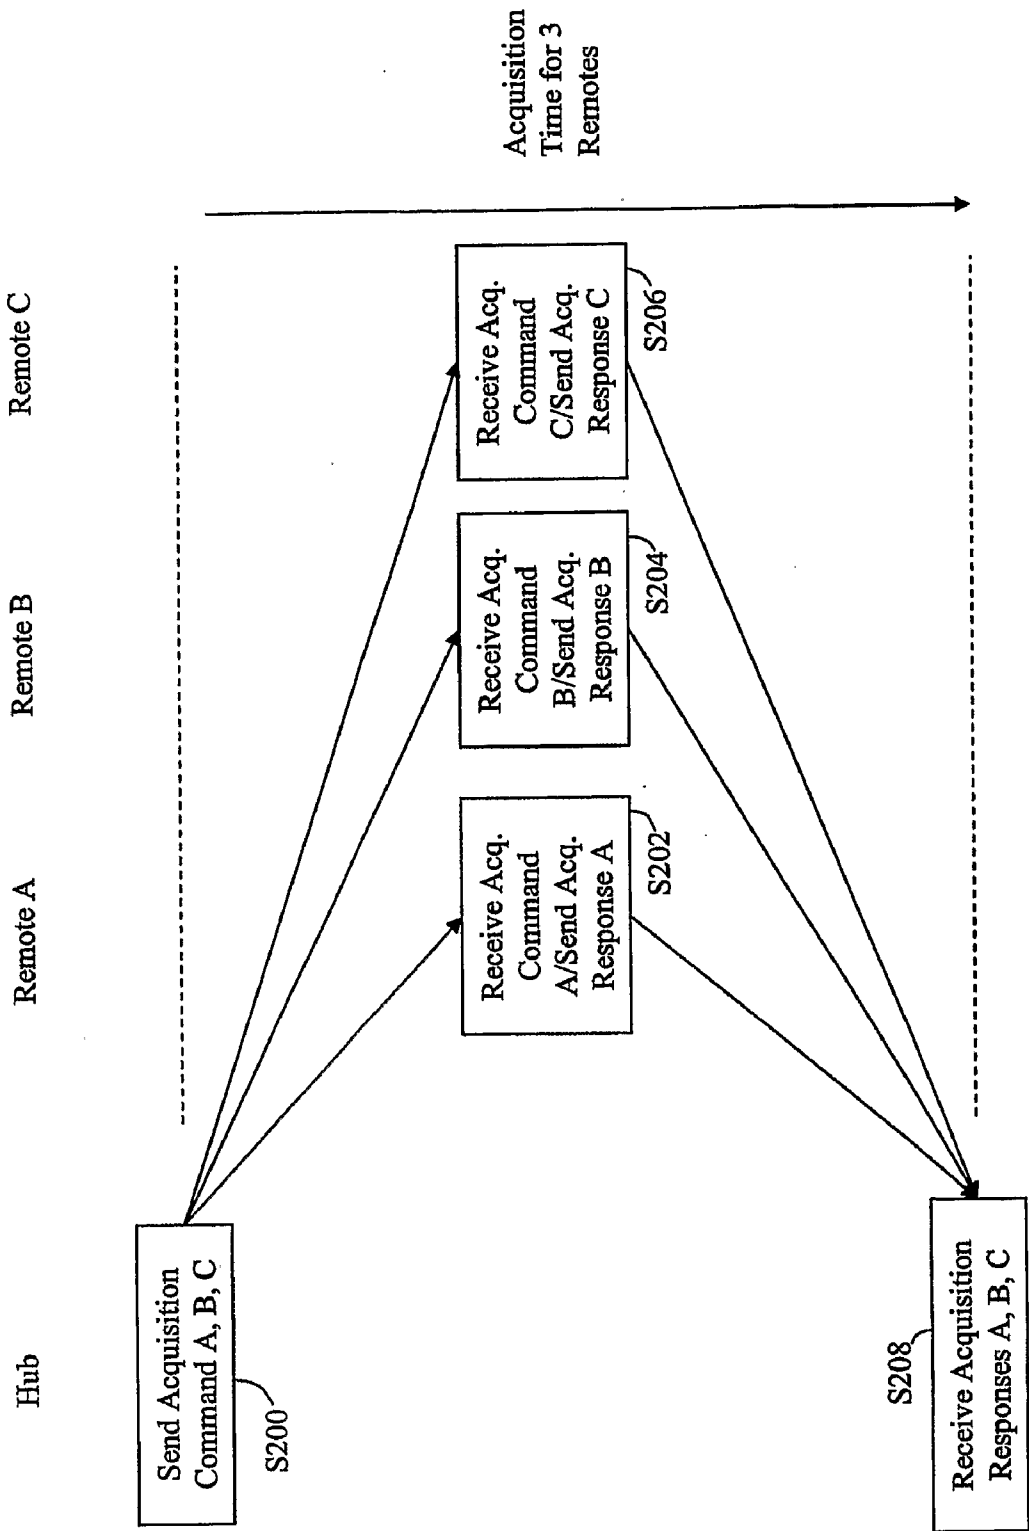 Hub
Remote A
Remote B
Remote C
Send Acquisition
Command A, B, C
S200
Receive Acq.
Command
A/Send Acq.
Response A
S202
Receive Acq.
Command
B/Send Acq.
Response B
S204
Receive Acq.
Command
C/Send Acq.
Response C
S206
Acquisition
Time for 3
Remotes
S208
Receive Acquisition
Responses A, B, C